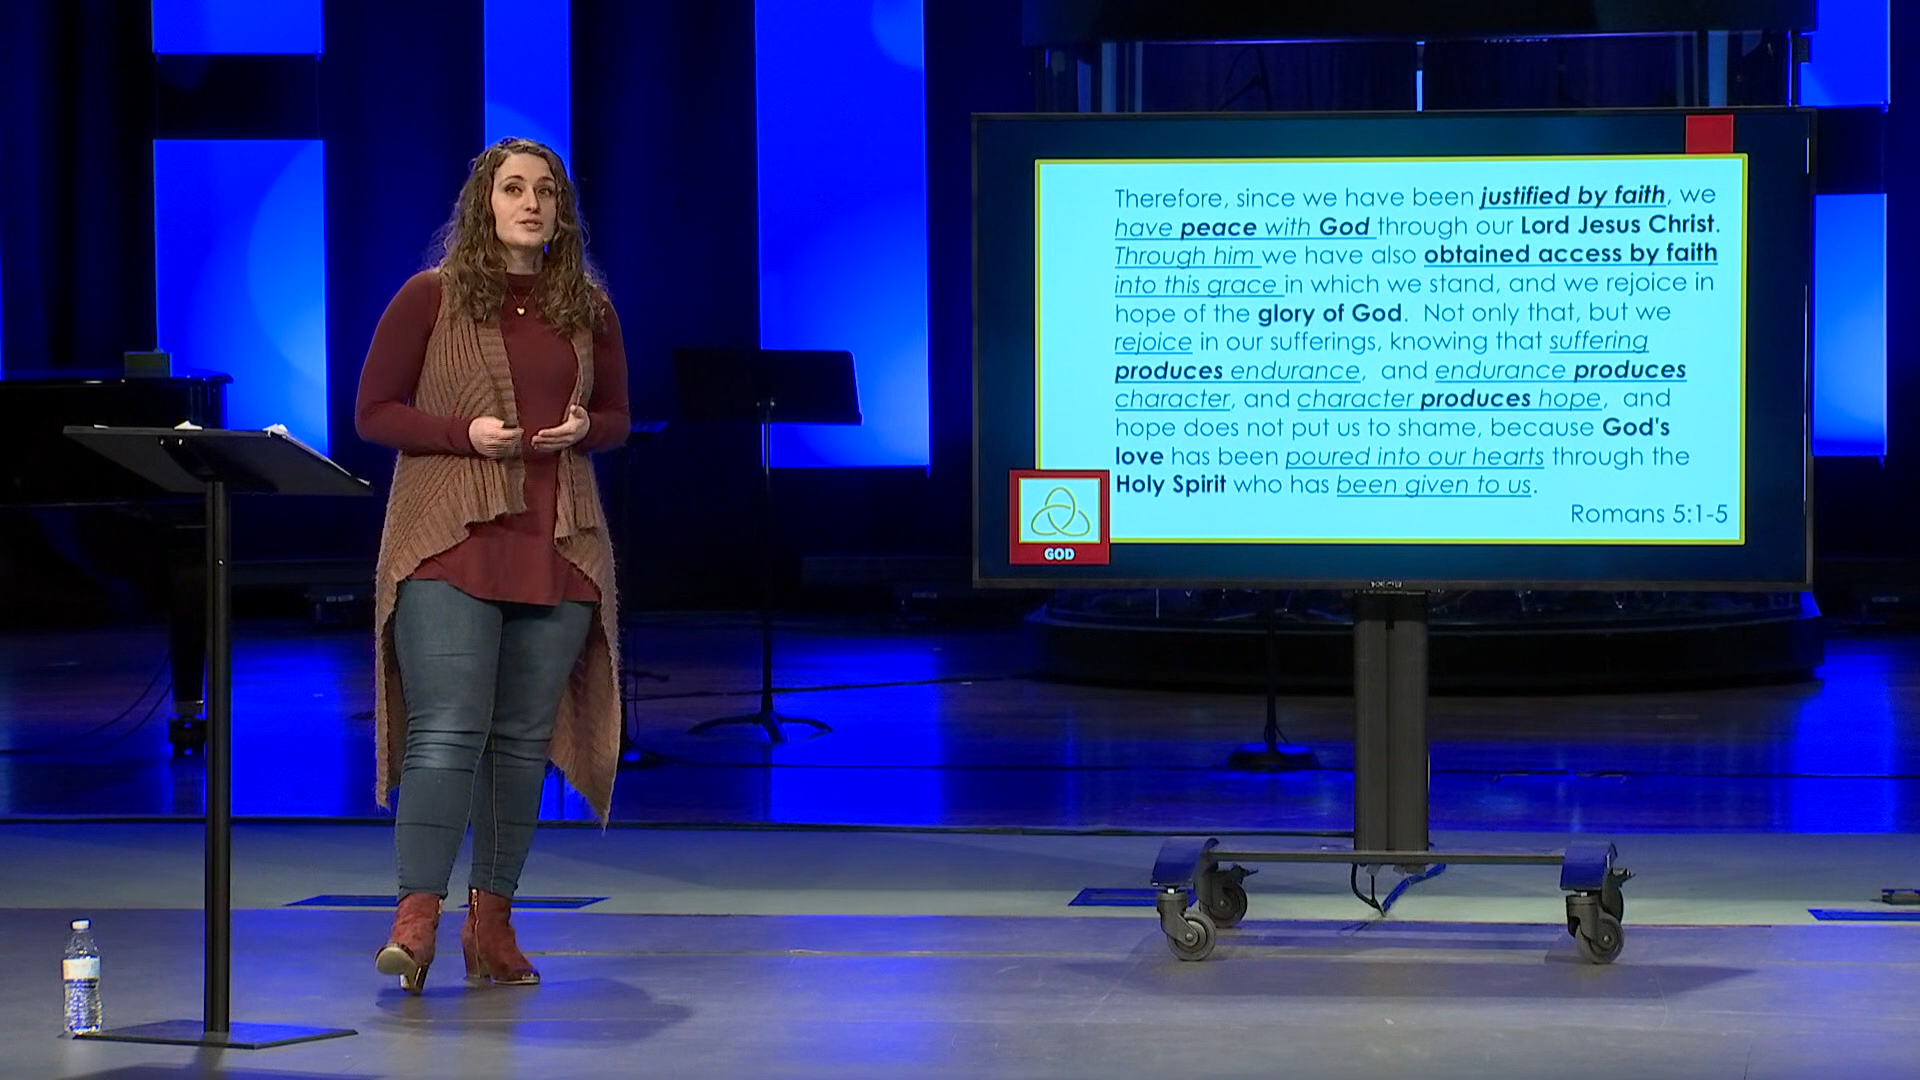 Therefore, since we have been justified by faith, we
have peace with God through our Lord Jesus Christ.
Through him we have also obtained access by faith
into this grace in which we stand, and we rejoice in
hope of the glory of God. Not only that, but we
rejoice in our sufferings, knowing that suffering
produces endurance, and endurance produces
character, and character produces hope, and
hope does not put us to shame, because God's
love has been poured into our hearts through the
Holy Spirit who has been given to us.
Romans 5:1-5
GOD